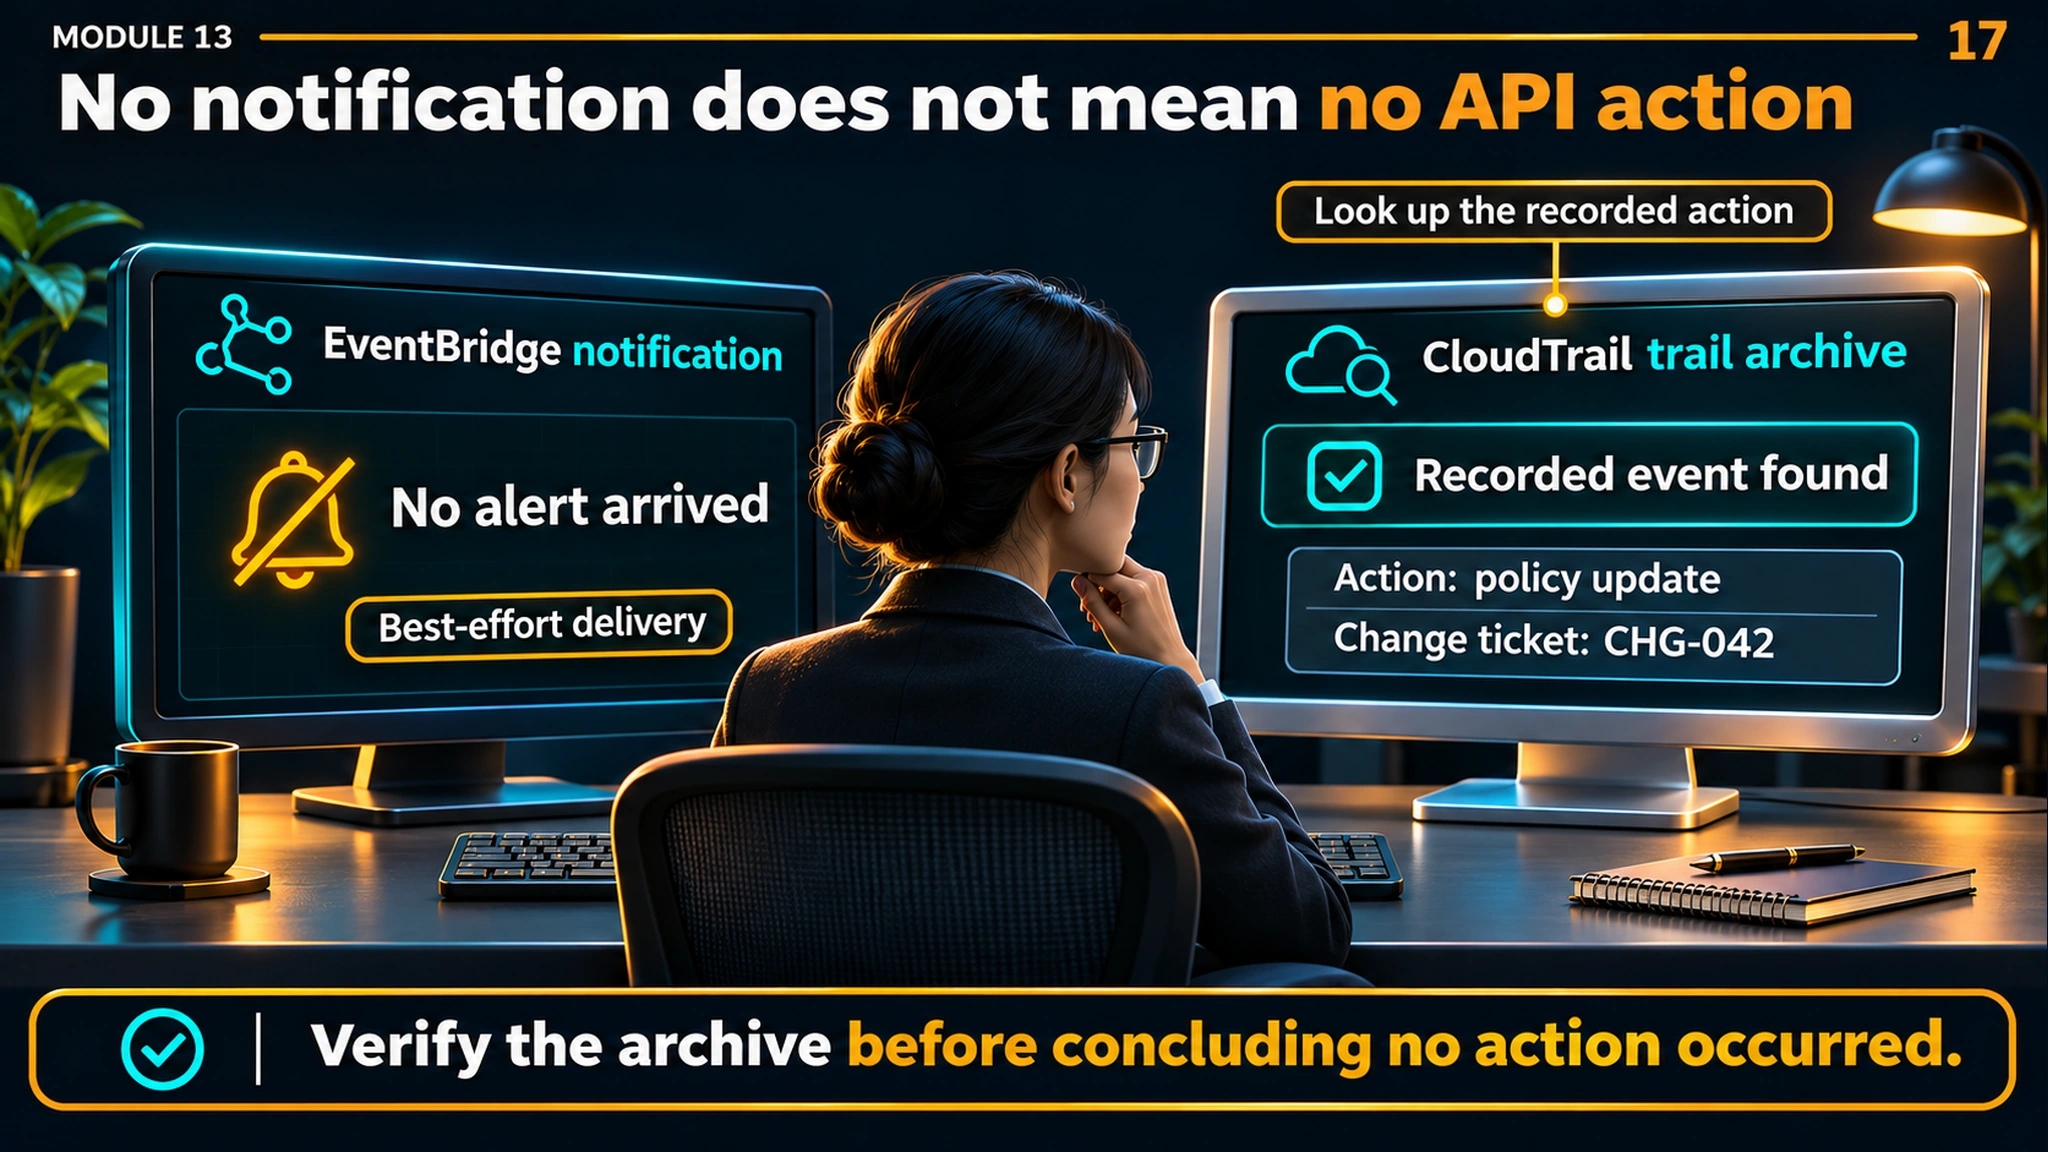 MODULE 13
17
No notification does not mean no API action
Look up the recorded action
EventBridge notification
No alert arrived
Best-effort delivery
CloudTrail trail archive
Recorded event found
Action: policy update
Change ticket: CHG-042
Verify the archive before concluding no action occurred.